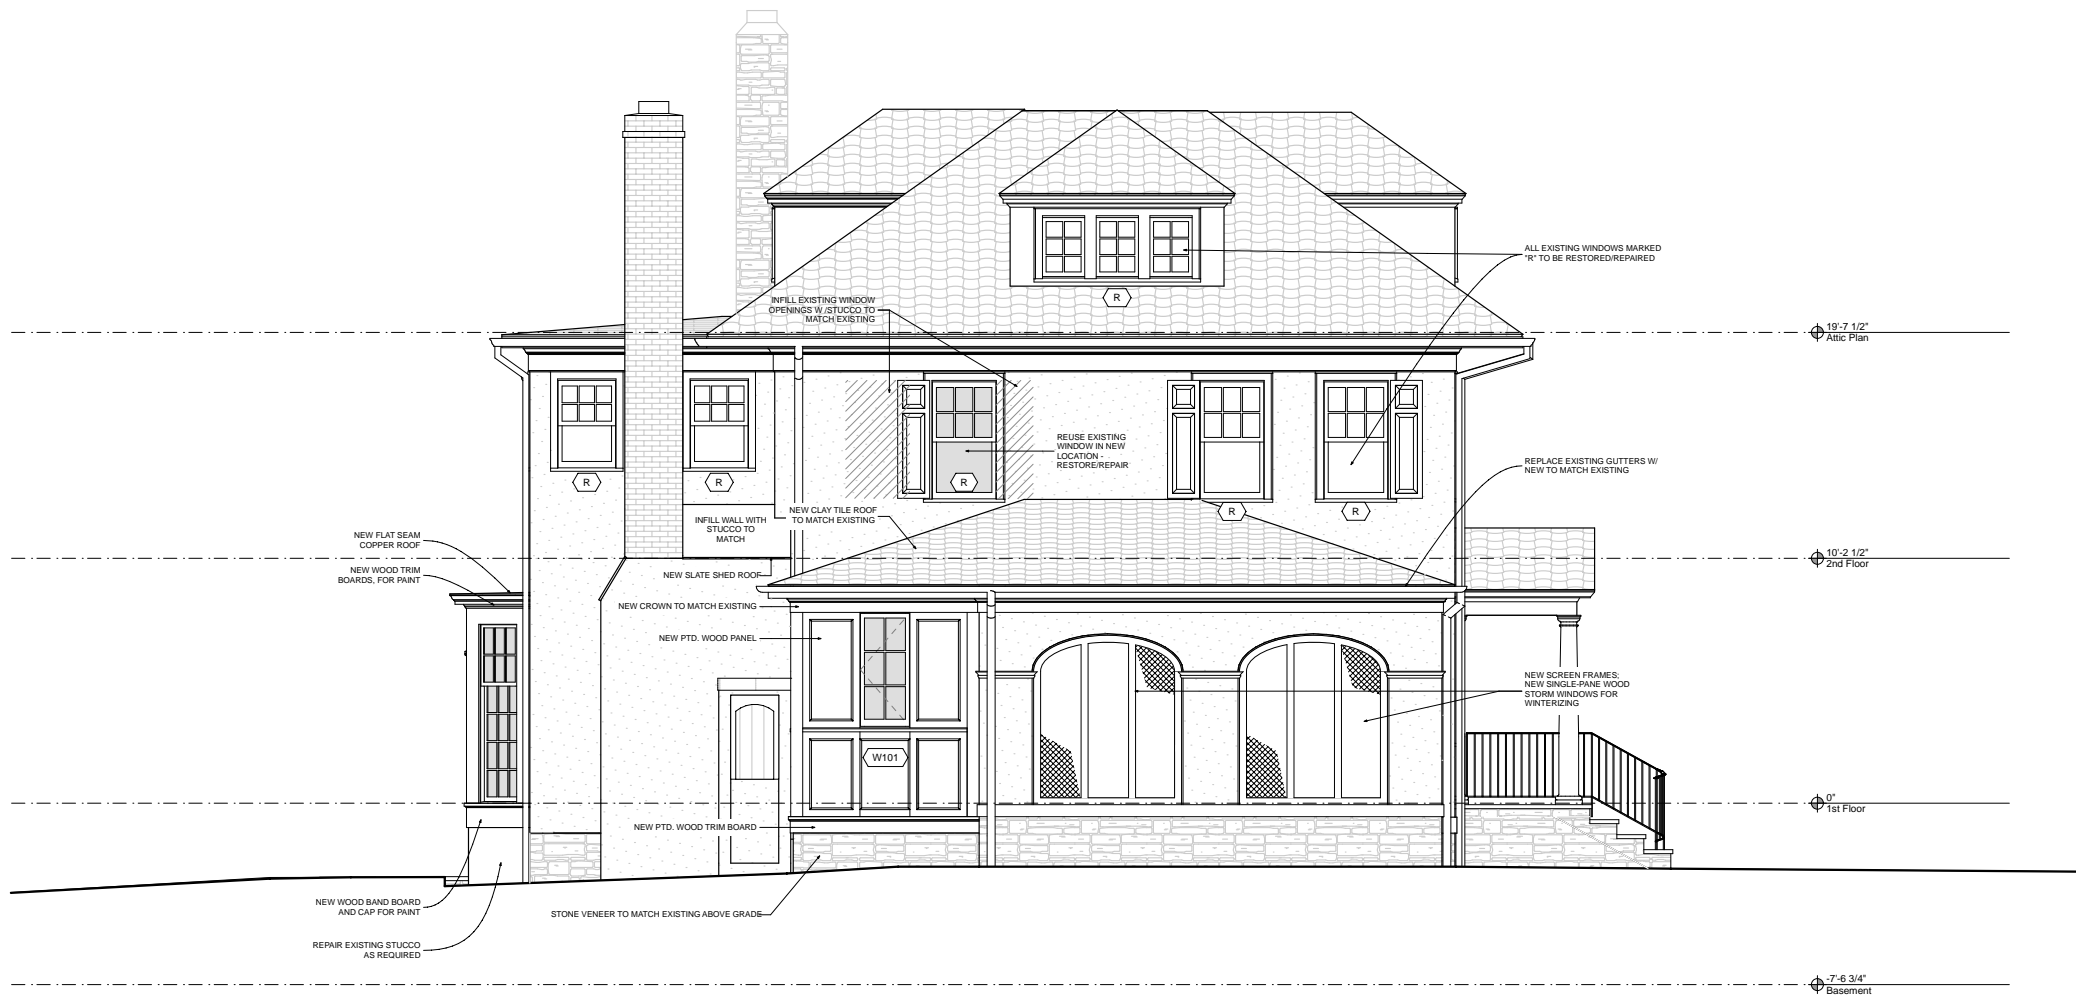 ALL EXISTING WINDOWS MARKED
"R" TO BE RESTORED/REPAIRED
R
INFILL EXISTING WINDOW
OPENINGS W /STUCCO TO
MATCH EXISTING
19'-7 1/2"
Attic Plan
REUSE EXISTING
WINDOW IN NEW
LOCATION -
RESTORE/REPAIR
REPLACE EXISTING GUTTERS W/
NEW TO MATCH EXISTING
R
R
R
R
R
NEW CLAY TILE ROOF
TO MATCH EXISTING
INFILL WALL WITH
STUCCO TO
MATCH
NEW FLAT SEAM
COPPER ROOF
10'-2 1/2"
2nd Floor
NEW WOOD TRIM
BOARDS, FOR PAINT
NEW SLATE SHED ROOF
NEW CROWN TO MATCH EXISTING
NEW PTD. WOOD PANEL
NEW SCREEN FRAMES;
NEW SINGLE-PANE WOOD
STORM WINDOWS FOR
WINTERIZING
W101
0"
1st Floor
NEW PTD. WOOD TRIM BOARD
NEW WOOD BAND BOARD
AND CAP FOR PAINT
STONE VENEER TO MATCH EXISTING ABOVE GRADE
REPAIR EXISTING STUCCO
AS REQUIRED
-7'-6 3/4"
Basement